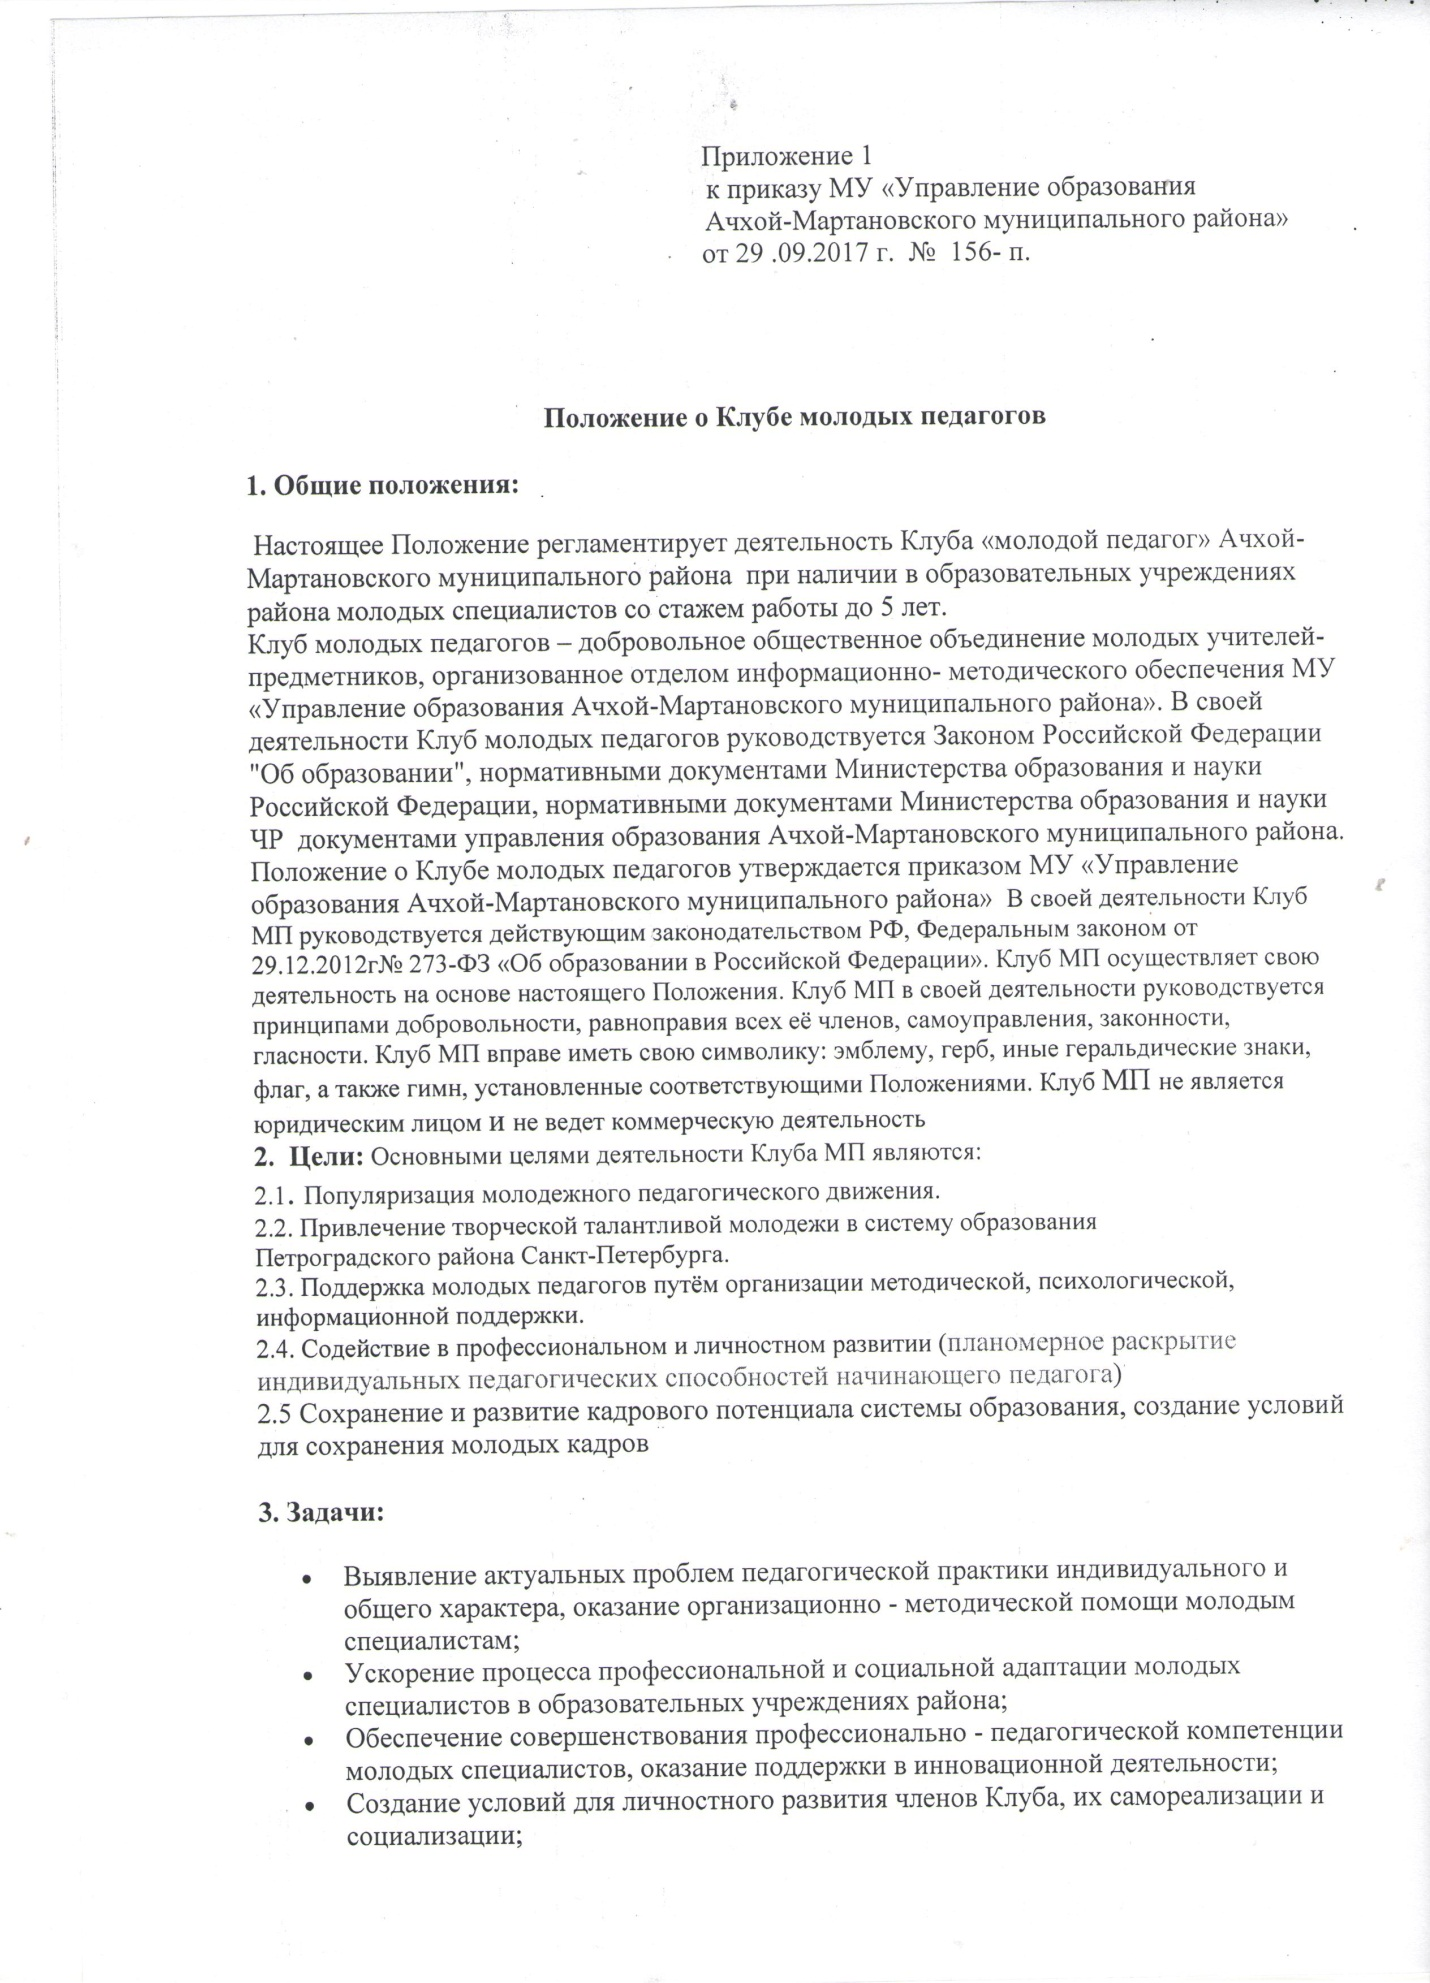 Приложение 1
к приказу МУ «Управление образования
Ачхой-Мартановского муниципального района»
от 29 .09.2017 г. № 156- п.
Положение о Клубе молодых педагогов
1. Общие положения:
Настоящее Положение регламентирует деятельность Клуба «молодой педагог» Ачхой-
Мартановского муниципального района при наличии в образовательных учреждениях
района молодых специалистов со стажем работы до 5 лет.
Клуб молодых педагогов – добровольное общественное объединение молодых учителей-
предметников, организованное отделом информационно- методического обеспечения МУ
«Управление образования Ачхой-Мартановского муниципального района». В своей
деятельности Клуб молодых педагогов руководствуется Законом Российской Федерации
"Об образовании", нормативными документами Министерства образования и науки
Российской Федерации, нормативными документами Министерства образования и науки
ЧР документами управления образования Ачхой-Мартановского муниципального района.
Положение о Клубе молодых педагогов утверждается приказом МУ «Управление
образования Ачхой-Мартановского муниципального района» В своей деятельности Клуб
МП руководствуется действующим законодательством РФ, Федеральным законом от
29.12.2012г№ 273-ФЗ «Об образовании в Российской Федерации». Клуб МП осуществляет свою
деятельность на основе настоящего Положения. Клуб МП в своей деятельности руководствуется
принципами добровольности, равноправия всех её членов, самоуправления, законности,
гласности. Клуб МП вправе иметь свою символику: эмблему, герб, иные геральдические знаки,
флаг, а также гимн, установленные соответствующими Положениями. Клуб МП не является
юридическим лицом и не ведет коммерческую деятельность
2. Цели: Основными целями деятельности Клуба МП являются:
2.1. Популяризация молодежного педагогического движения.
2.2. Привлечение творческой талантливой молодежи в систему образования
Петроградского района Санкт-Петербурга.
2.3. Поддержка молодых педагогов путём организации методической, психологической,
информационной поддержки.
2.4. Содействие в профессиональном и личностном развитии (планомерное раскрытие
индивидуальных педагогических способностей начинающего педагога)
2.5 Сохранение и развитие кадрового потенциала системы образования, создание условий
для сохранения молодых кадров
3. Задачи:
• Выявление актуальных проблем педагогической практики индивидуального и
общего характера, оказание организационно - методической помощи молодым
специалистам;
• Ускорение процесса профессиональной и социальной адаптации молодых
специалистов в образовательных учреждениях района;
• Обеспечение совершенствования профессионально - педагогической компетенции
молодых специалистов, оказание поддержки в инновационной деятельности;
• Создание условий для личностного развития членов Клуба, их самореализации и
социализации;